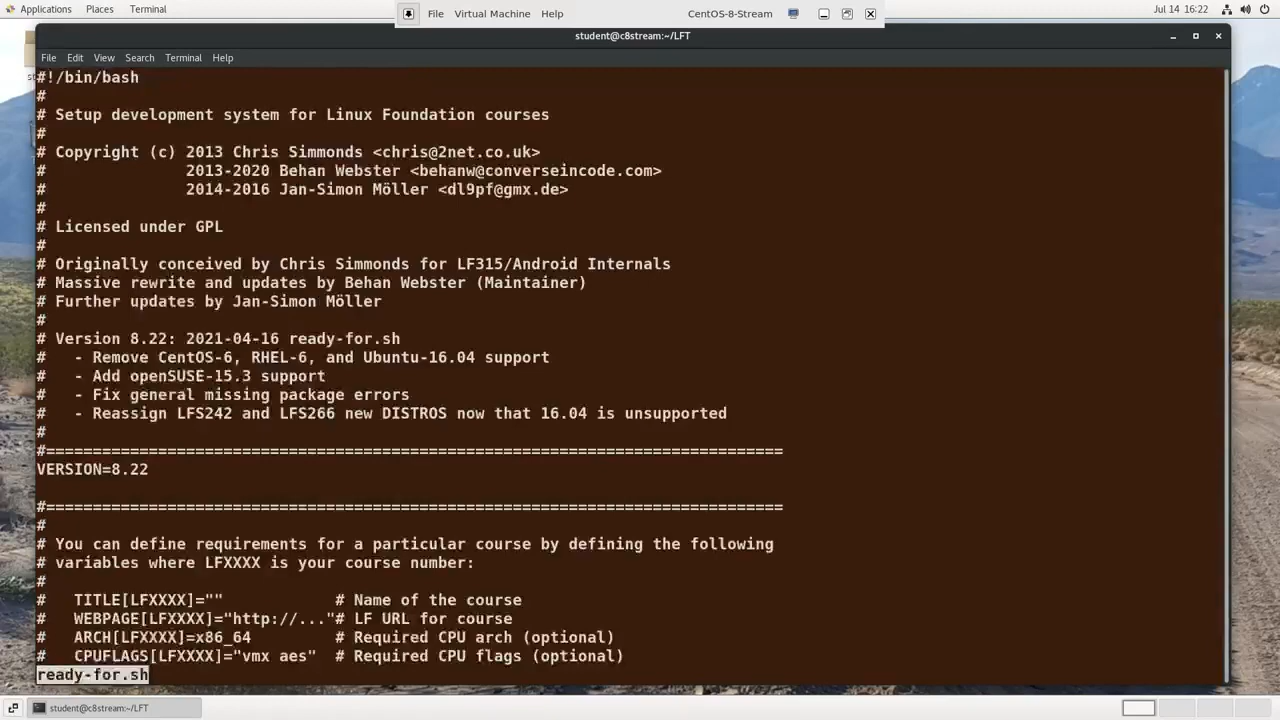 Applications Places Terminal
File Virtual Machine Help
CentOS-8-Stream
Jul 14 16:22
student@c8stream:~/LFT
File Edit View Search Terminal Help
#!/bin/bash
#
# Setup development system for Linux Foundation courses
#
# Copyright (c) 2013 Chris Simmonds <chris@2net.co.uk>
#               2013-2020 Behan Webster <behanw@converseincode.com>
#               2014-2016 Jan-Simon Möller <dl9pf@gmx.de>
#
# Licensed under GPL
#
# Originally conceived by Chris Simmonds for LF315/Android Internals
# Massive rewrite and updates by Behan Webster (Maintainer)
# Further updates by Jan-Simon Möller
#
# Version 8.22: 2021-04-16 ready-for.sh
#   - Remove CentOS-6, RHEL-6, and Ubuntu-16.04 support
#   - Add openSUSE-15.3 support
#   - Fix general missing package errors
#   - Reassign LFS242 and LFS266 new DISTROS now that 16.04 is unsupported
#
#===============================================================================
VERSION=8.22
#===============================================================================
#
# You can define requirements for a particular course by defining the following
# variables where LFXXXX is your course number:
#
#   TITLE[LFXXXX]=""            # Name of the course
#   WEBPAGE[LFXXXX]="http://..."# LF URL for course
#   ARCH[LFXXXX]=x86_64         # Required CPU arch (optional)
#   CPUFLAGS[LFXXXX]="vmx aes"  # Required CPU flags (optional)
ready-for.sh
student@c8stream:~/LFT